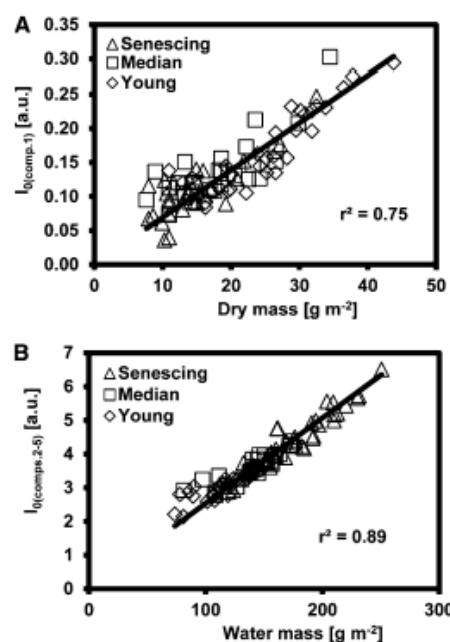 A
0.35
0.30
0.25
0.20
0.15
0.10
0.05
0.00
I0(comp.1) [a.u.]
Senescing
Median
Young
r² = 0.75
0 10 20 30 40 50
Dry mass [g m-2]
B
7
6
5
4
3
2
1
0
I0(comps.2-5) [a.u.]
Senescing
Median
Young
r² = 0.89
0 100 200 300
Water mass [g m-2]